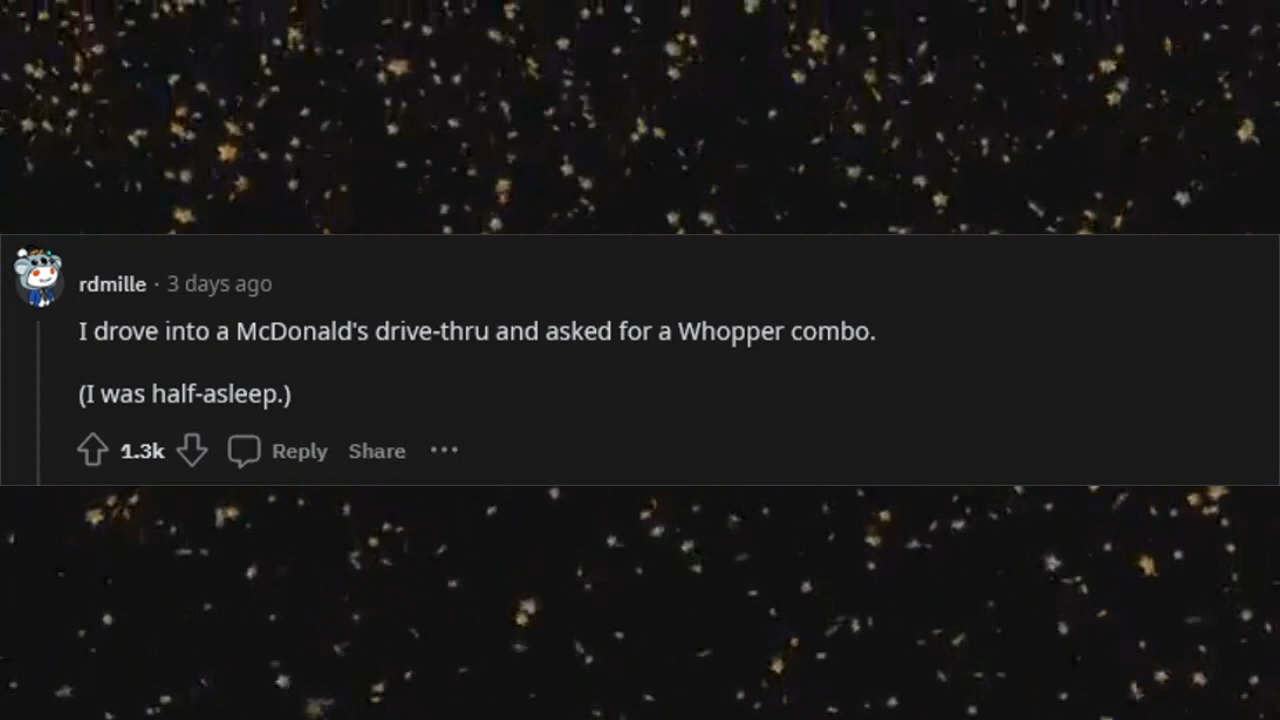 rdmille · 3 days ago
I drove into a McDonald's drive-thru and asked for a Whopper combo.
(I was half-asleep.)
1.3k Reply Share ···